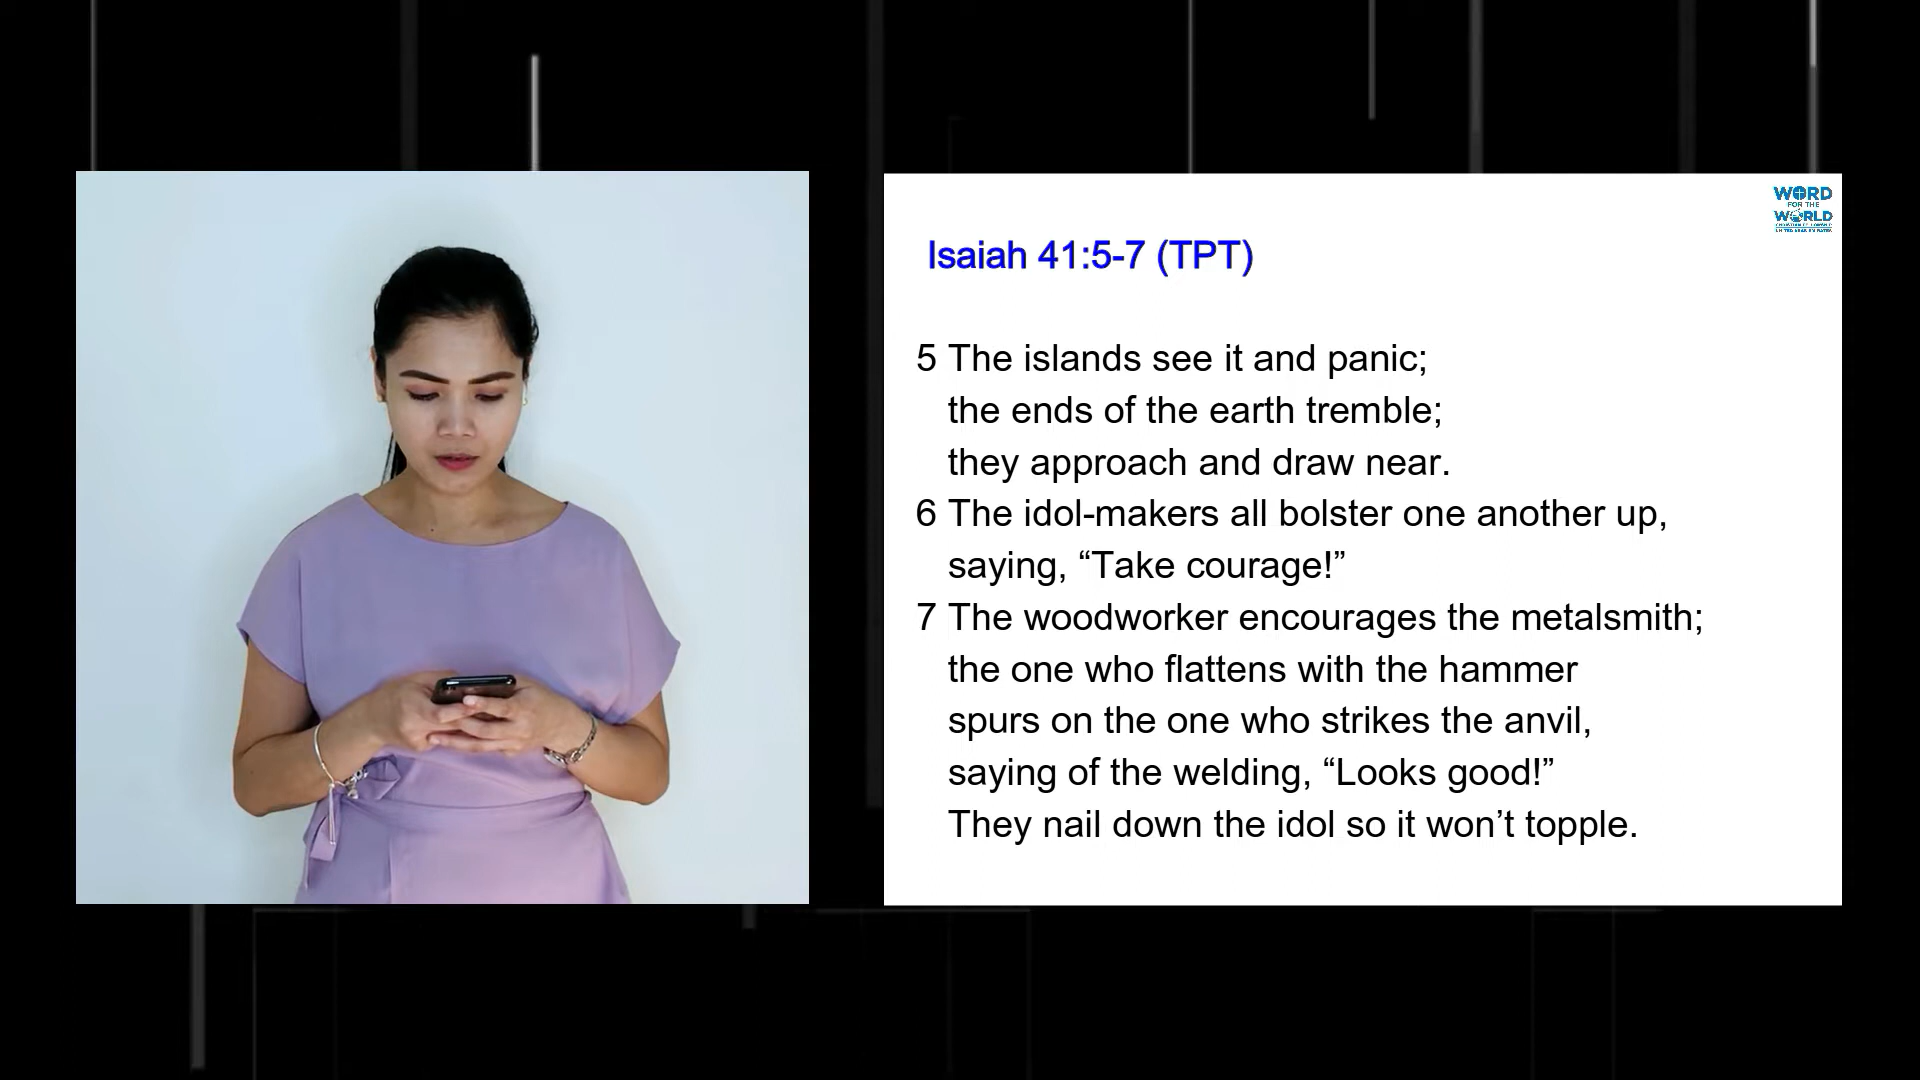 WORD
FOR THE
WORLD
Isaiah 41:5-7 (TPT)
5 The islands see it and panic;
the ends of the earth tremble;
they approach and draw near.
6 The idol-makers all bolster one another up,
saying, “Take courage!”
7 The woodworker encourages the metalsmith;
the one who flattens with the hammer
spurs on the one who strikes the anvil,
saying of the welding, “Looks good!”
They nail down the idol so it won’t topple.